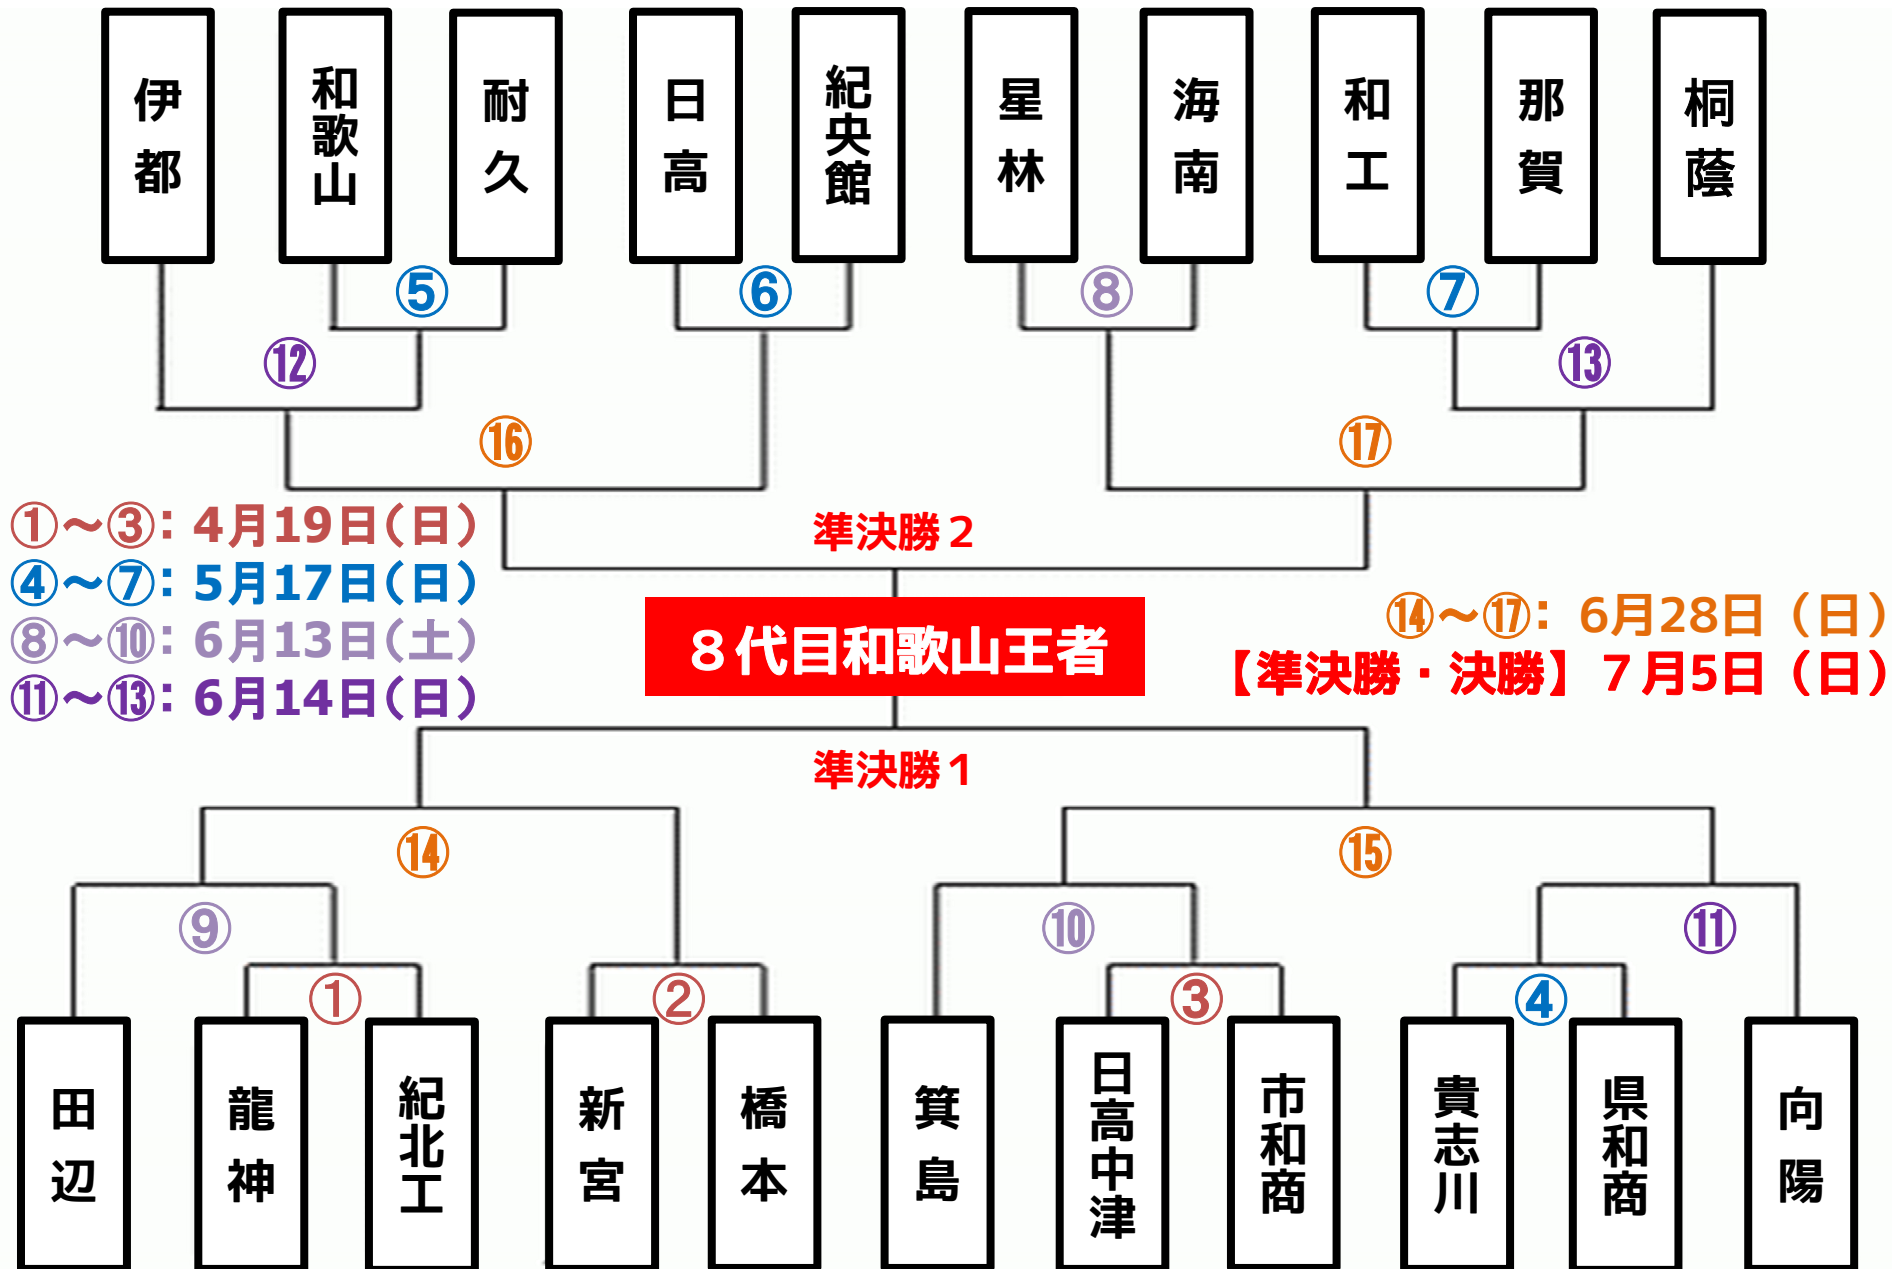 伊都
和歌山
耐久
日高
紀央館
星林
海南
和工
那賀
桐蔭
⑤
⑥
⑧
⑦
⑫
⑬
⑯
⑰
①～③：4月19日（日）
④～⑦：5月17日（日）
⑧～⑩：6月13日（土）
⑪～⑬：6月14日（日）
準決勝２
８代目和歌山王者
⑭～⑰：6月28日（日）
【準決勝・決勝】７月5日（日）
準決勝１
⑭
⑮
⑨
⑩
⑪
①
②
③
④
田辺
龍神
紀北工
新宮
橋本
箕島
日高中津
市和商
貴志川
県和商
向陽